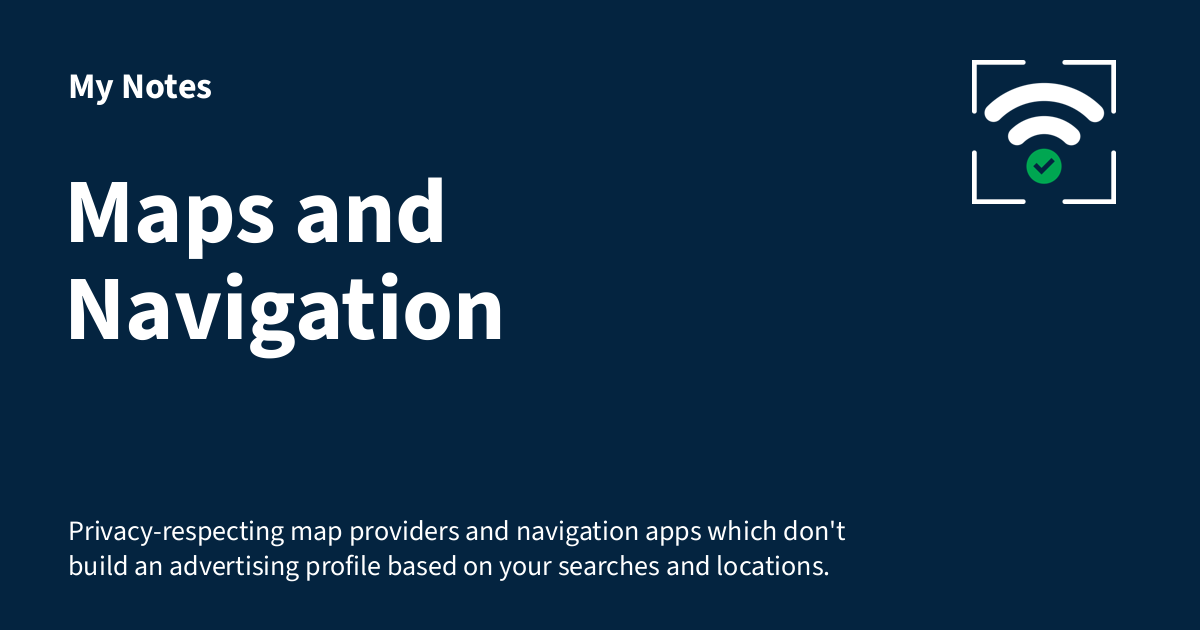 My Notes
Maps and
Navigation
Privacy-respecting map providers and navigation apps which don't
build an advertising profile based on your searches and locations.